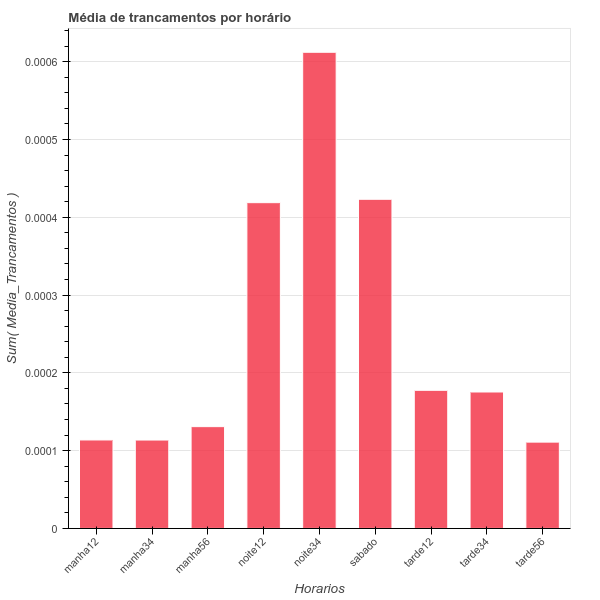 Média de trancamentos por horário
Sum( Media_Trancamentos )
0.0006
0.0005
0.0004
0.0003
0.0002
0.0001
0
manha12
manha34
manha56
noite12
noite34
sabado
tarde12
tarde34
tarde56
Horarios